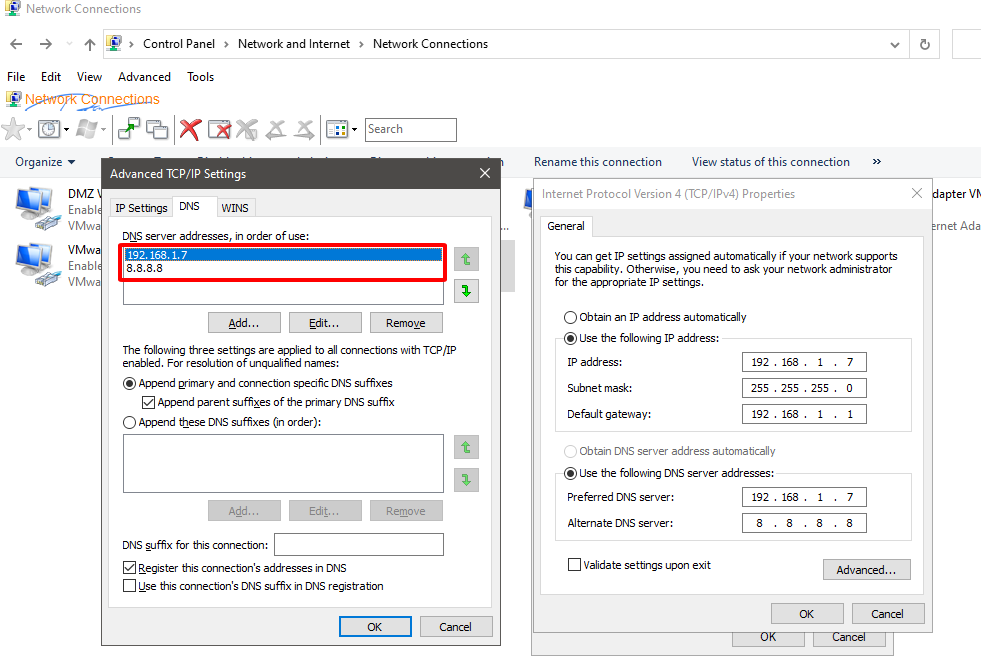 Network Connections
Control Panel > Network and Internet > Network Connections
File Edit View Advanced Tools
Network Connections
Search
Organize Rename this connection View status of this connection »
Advanced TCP/IP Settings
IP Settings DNS WINS
DNS server addresses, in order of use:
192.168.1.7
8.8.8.8
Add... Edit... Remove
The following three settings are applied to all connections with TCP/IP
enabled. For resolution of unqualified names:
Append primary and connection specific DNS suffixes
Append parent suffixes of the primary DNS suffix
Append these DNS suffixes (in order):
Add... Edit... Remove
DNS suffix for this connection:
Register this connection's addresses in DNS
Use this connection's DNS suffix in DNS registration
OK Cancel
DMZ V
Enable
VMwa
VMwa
Enable
VMwa
Internet Protocol Version 4 (TCP/IPv4) Properties
General
You can get IP settings assigned automatically if your network supports
this capability. Otherwise, you need to ask your network administrator
for the appropriate IP settings.
Obtain an IP address automatically
Use the following IP address:
IP address: 192 . 168 . 1 . 7
Subnet mask: 255 . 255 . 255 . 0
Default gateway: 192 . 168 . 1 . 1
Obtain DNS server address automatically
Use the following DNS server addresses:
Preferred DNS server: 192 . 168 . 1 . 7
Alternate DNS server: 8 . 8 . 8 . 8
Validate settings upon exit
Advanced...
OK Cancel
OK Cancel
dapter VM
ernet Ada